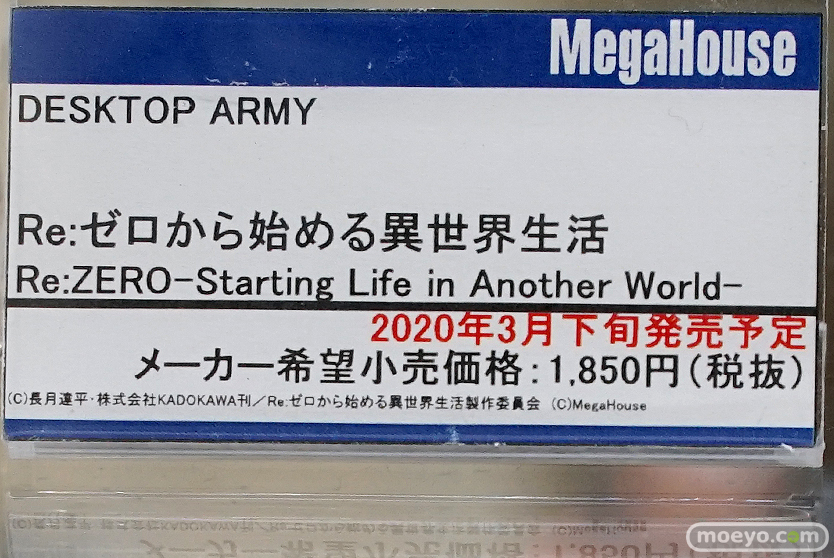 MegaHouse
DESKTOP ARMY
Re:ゼロから始める異世界生活
Re:ZERO-Starting Life in Another World-
2020年3月下旬発売予定
メーカー希望小売価格:1,850円(税抜)
(C)長月達平・株式会社KADOKAWA刊／Re:ゼロから始める異世界生活製作委員会 (C)MegaHouse
moeyo.com